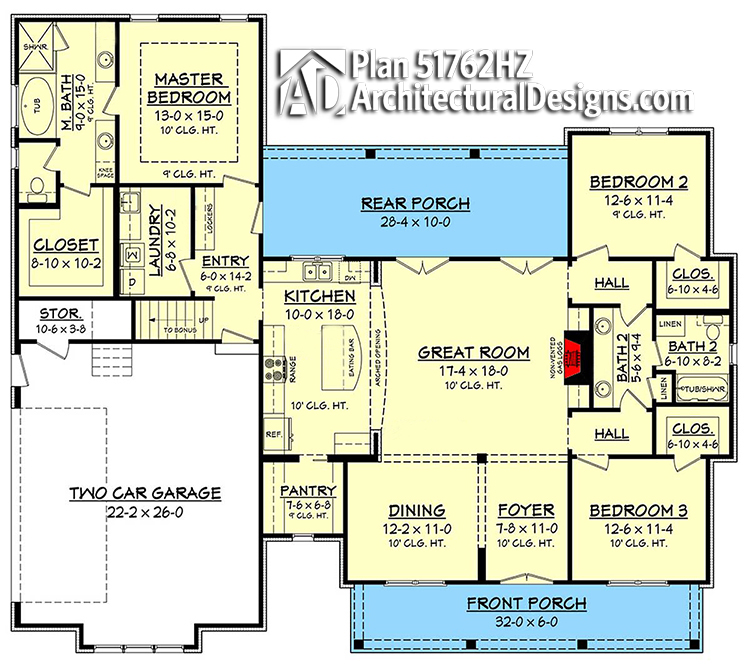 Plan 51762HZ
AD ArchitecturalDesigns.com
SHWR
TUB
M. BATH
9-0 x 15-0
9' CLG. HT.
KNEE SPACE
MASTER
BEDROOM
13-0 x 15-0
10' CLG. HT.
9' CLG. HT.
REAR PORCH
28-4 x 10-0
BEDROOM 2
12-6 x 11-4
9' CLG. HT.
CLOSET
8-10 x 10-2
LAUNDRY
6-8 x 10-2
W
D
LOCKERS
ENTRY
6-0 x 14-2
9' CLG. HT.
HALL
CLOS.
6-10 x 4-6
STOR.
10-6 x 3-8
UP
TO BONUS
KITCHEN
10-0 x 18-0
DW
RANGE
EATING BAR
ARCHED OPENING
10' CLG. HT.
REF.
GREAT ROOM
17-4 x 18-0
10' CLG. HT.
NON-VENTED
GAS LOGS
BATH 2
5-6 x 9-4
LINEN
BATH 2
6-10 x 8-2
LINEN
TUB/SHWR.
HALL
CLOS.
6-10 x 4-6
TWO CAR GARAGE
22-2 x 26-0
PANTRY
7-6 x 6-8
9' CLG. HT.
DINING
12-2 x 11-0
10' CLG. HT.
FOYER
7-8 x 11-0
10' CLG. HT.
BEDROOM 3
12-6 x 11-4
10' CLG. HT.
FRONT PORCH
32-0 x 6-0